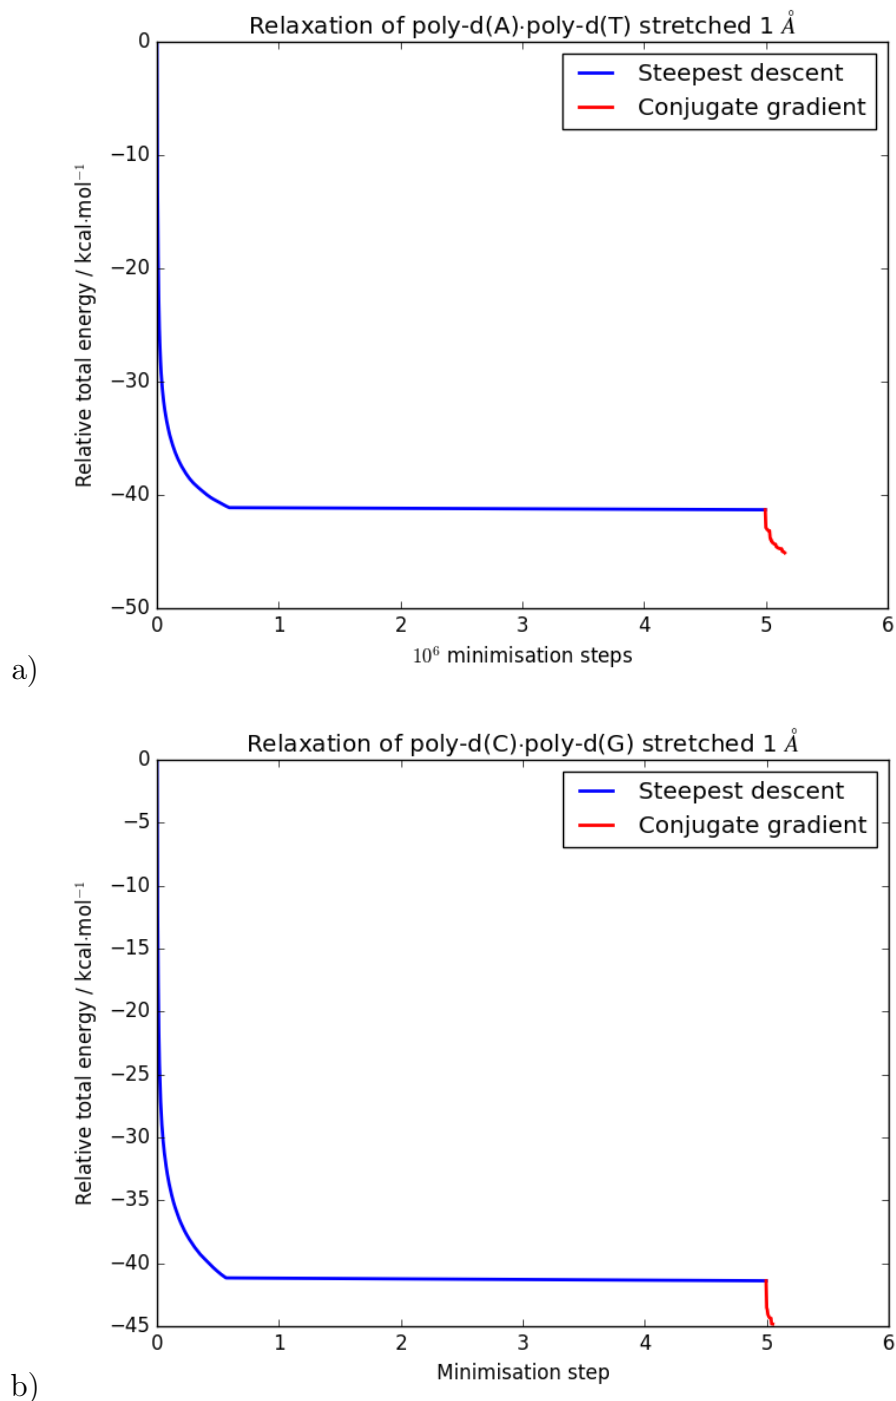 Relaxation of poly-d(A)·poly-d(T) stretched 1 Å
0
−10
−20
−30
−40
−50
Relative total energy / kcal·mol⁻¹
Steepest descent
Conjugate gradient
0 1 2 3 4 5 6
10⁶ minimisation steps
a)
Relaxation of poly-d(C)·poly-d(G) stretched 1 Å
0
−5
−10
−15
−20
−25
−30
−35
−40
−45
Relative total energy / kcal·mol⁻¹
Steepest descent
Conjugate gradient
0 1 2 3 4 5 6
Minimisation step
b)